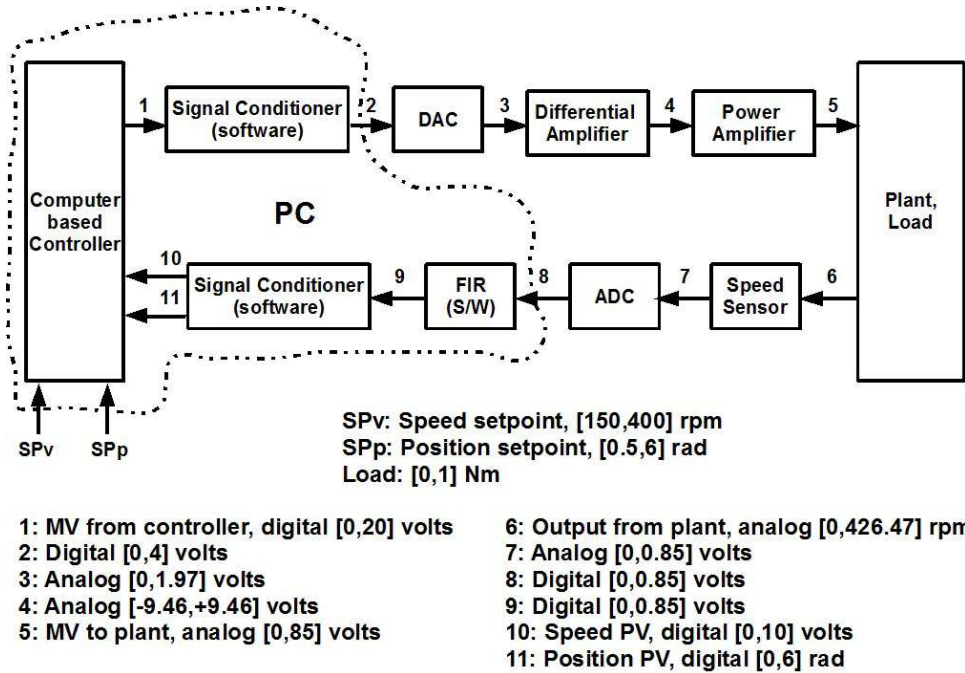 1
Signal Conditioner
(software)
2
DAC
3
Differential
Amplifier
4
Power
Amplifier
5
Computer
based
Controller
PC
Plant,
Load
10
11
Signal Conditioner
(software)
9
FIR
(S/W)
8
ADC
7
Speed
Sensor
6
SPv
SPp
SPv: Speed setpoint, [150,400] rpm
SPp: Position setpoint, [0.5,6] rad
Load: [0,1] Nm
1: MV from controller, digital [0,20] volts
2: Digital [0,4] volts
3: Analog [0,1.97] volts
4: Analog [-9.46,+9.46] volts
5: MV to plant, analog [0,85] volts
6: Output from plant, analog [0,426.47] rpm
7: Analog [0,0.85] volts
8: Digital [0,0.85] volts
9: Digital [0,0.85] volts
10: Speed PV, digital [0,10] volts
11: Position PV, digital [0,6] rad